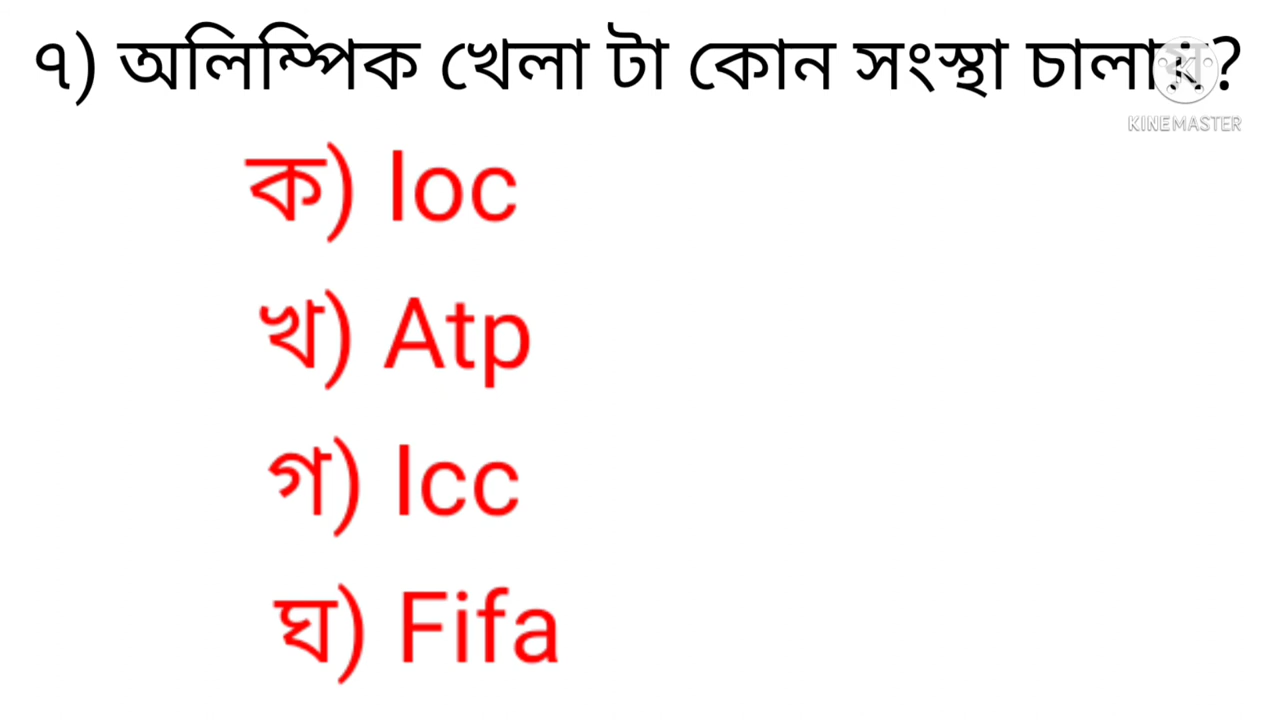 ৭) অলিম্পিক খেলা টা কোন সংস্থা চালায়?
KINEMASTER
ক) Ioc
খ) Atp
গ) Icc
ঘ) Fifa